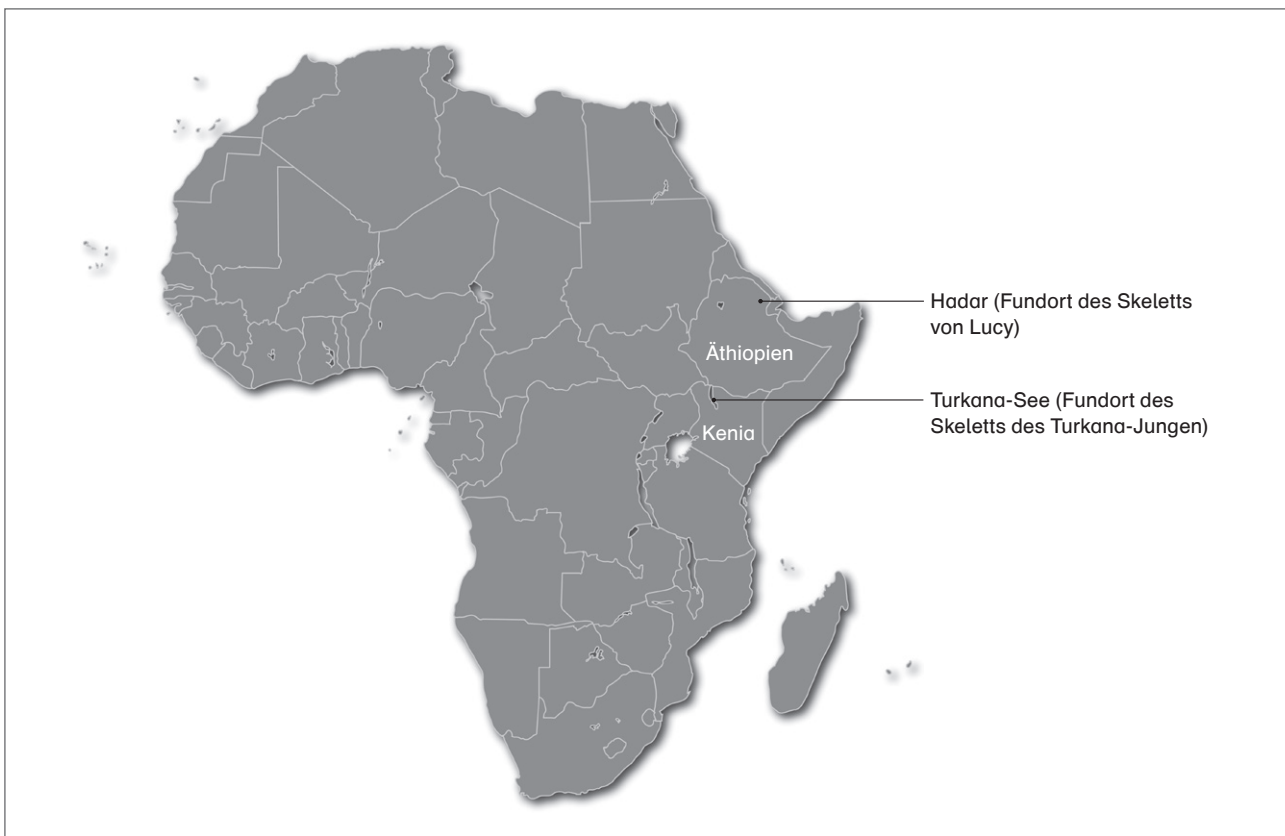 Hadar (Fundort des Skeletts
von Lucy)
Äthiopien
Turkana-See (Fundort des
Skeletts des Turkana-Jungen)
Kenia